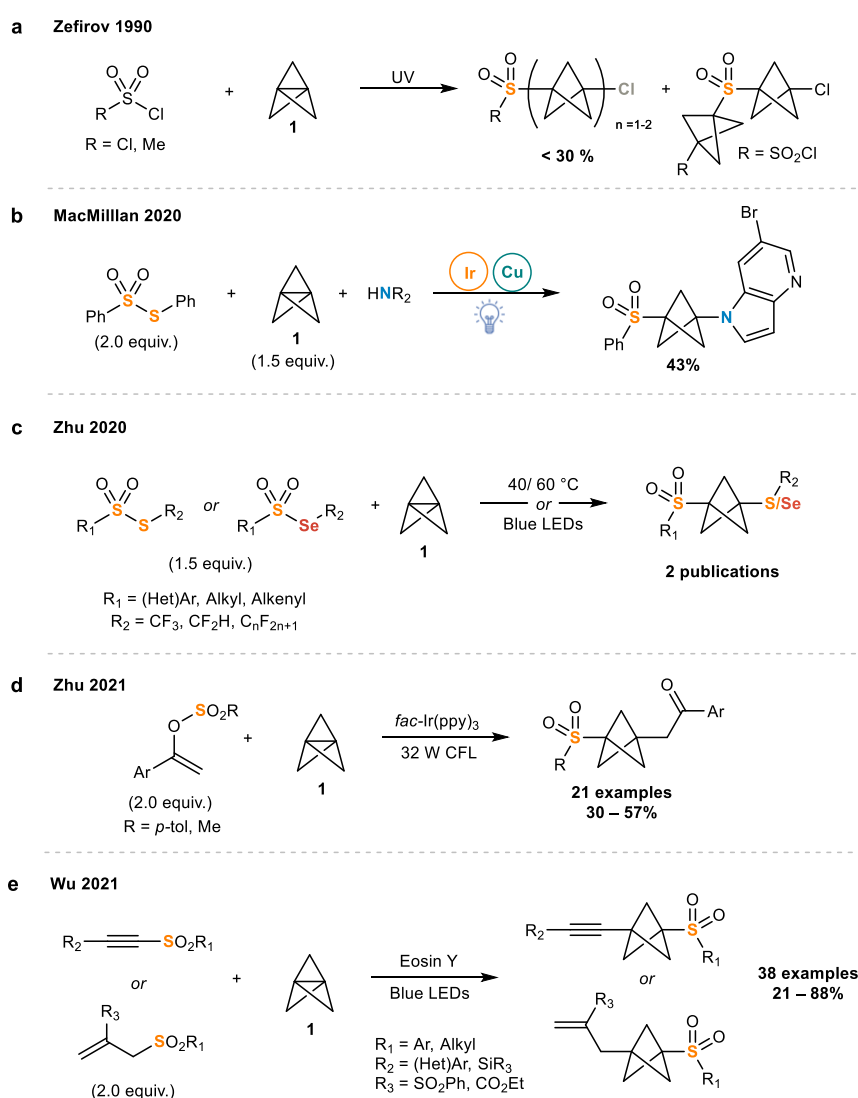 a Zefirov 1990
O O
S
R Cl
R = Cl, Me
+
1
UV
O O S R
Cl
n =1-2
< 30 %
+
O O S
Cl
R
R = SO2Cl
b MacMilllan 2020
O O
Ph S S Ph
(2.0 equiv.)
+
1
(1.5 equiv.)
+ HNR2
Ir Cu
O O S Ph
N
N
Br
43%
c Zhu 2020
O O
R1 S S R2
or
O O
R1 S Se R2
(1.5 equiv.)
R1 = (Het)Ar, Alkyl, Alkenyl
R2 = CF3, CF2H, CnF2n+1
+
1
40/ 60 °C
or
Blue LEDs
O O S R1
R2
S/Se
2 publications
d Zhu 2021
SO2R
O
Ar
(2.0 equiv.)
R = p-tol, Me
+
1
fac-Ir(ppy)3
32 W CFL
O O S R
O
Ar
21 examples
30 – 57%
e Wu 2021
R2 SO2R1
or
R3
SO2R1
(2.0 equiv.)
+
1
Eosin Y
Blue LEDs
R1 = Ar, Alkyl
R2 = (Het)Ar, SiR3
R3 = SO2Ph, CO2Et
R2
O O S R1
or
R3
O O S R1
38 examples
21 – 88%